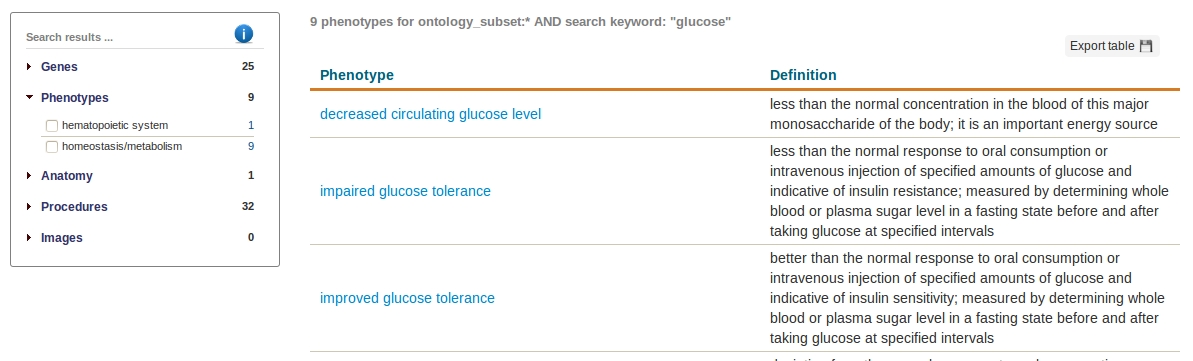 Search results ...
Genes 25
Phenotypes 9
hematopoietic system 1
homeostasis/metabolism 9
Anatomy 1
Procedures 32
Images 0
9 phenotypes for ontology_subset:* AND search keyword: "glucose"
Export table
Phenotype Definition
decreased circulating glucose level
less than the normal concentration in the blood of this major
monosaccharide of the body; it is an important energy source
impaired glucose tolerance
less than the normal response to oral consumption or
intravenous injection of specified amounts of glucose and
indicative of insulin resistance; measured by determining whole
blood or plasma sugar level in a fasting state before and after
taking glucose at specified intervals
improved glucose tolerance
better than the normal response to oral consumption or
intravenous injection of specified amounts of glucose and
indicative of insulin sensitivity; measured by determining whole
blood or plasma sugar level in a fasting state before and after
taking glucose at specified intervals